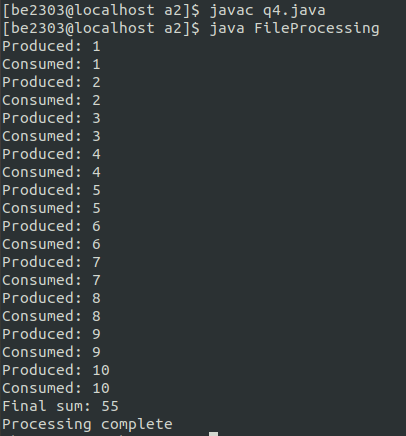 [be2303@localhost a2]$ javac q4.java
[be2303@localhost a2]$ java FileProcessing
Produced: 1
Consumed: 1
Produced: 2
Consumed: 2
Produced: 3
Consumed: 3
Produced: 4
Consumed: 4
Produced: 5
Consumed: 5
Produced: 6
Consumed: 6
Produced: 7
Consumed: 7
Produced: 8
Consumed: 8
Produced: 9
Consumed: 9
Produced: 10
Consumed: 10
Final sum: 55
Processing complete